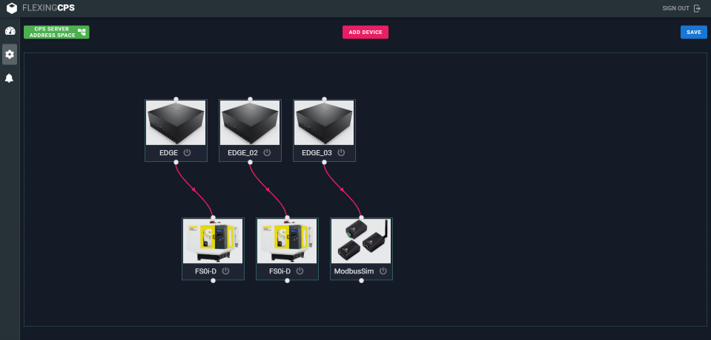 FLEXINGCPS
SIGN OUT
CPS SERVER
ADDRESS SPACE
ADD DEVICE
SAVE
EDGE
EDGE_02
EDGE_03
FS0i-D
FS0i-D
ModbusSim